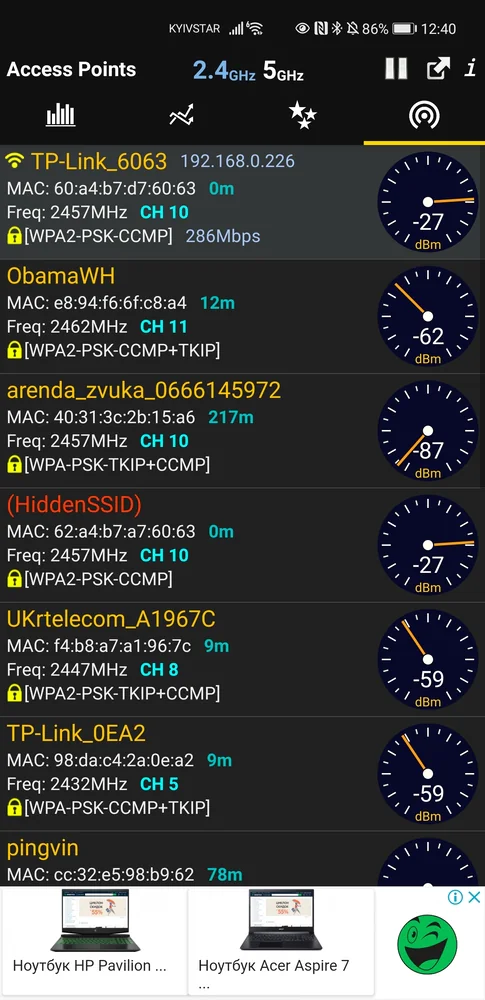 KYIVSTAR 86% 12:40
Access Points 2.4GHz 5GHz i
TP-Link_6063 192.168.0.226
MAC: 60:a4:b7:d7:60:63 0m
Freq: 2457MHz CH 10
[WPA2-PSK-CCMP] 286Mbps
-27
dBm
ObamaWH
MAC: e8:94:f6:6f:c8:a4 12m
Freq: 2462MHz CH 11
[WPA2-PSK-CCMP+TKIP]
-62
dBm
arenda_zvuka_0666145972
MAC: 40:31:3c:2b:15:a6 217m
Freq: 2457MHz CH 10
[WPA-PSK-TKIP+CCMP]
-87
dBm
(HiddenSSID)
MAC: 62:a4:b7:a7:60:63 0m
Freq: 2457MHz CH 10
[WPA2-PSK-CCMP]
-27
dBm
UKrtelecom_A1967C
MAC: f4:b8:a7:a1:96:7c 9m
Freq: 2447MHz CH 8
[WPA2-PSK-TKIP+CCMP]
-59
dBm
TP-Link_0EA2
MAC: 98:da:c4:2a:0e:a2 9m
Freq: 2432MHz CH 5
[WPA-PSK-CCMP+TKIP]
-59
dBm
pingvin
MAC: cc:32:e5:98:b9:62 78m
Ноутбук HP Pavilion ...
Ноутбук Acer Aspire 7
...